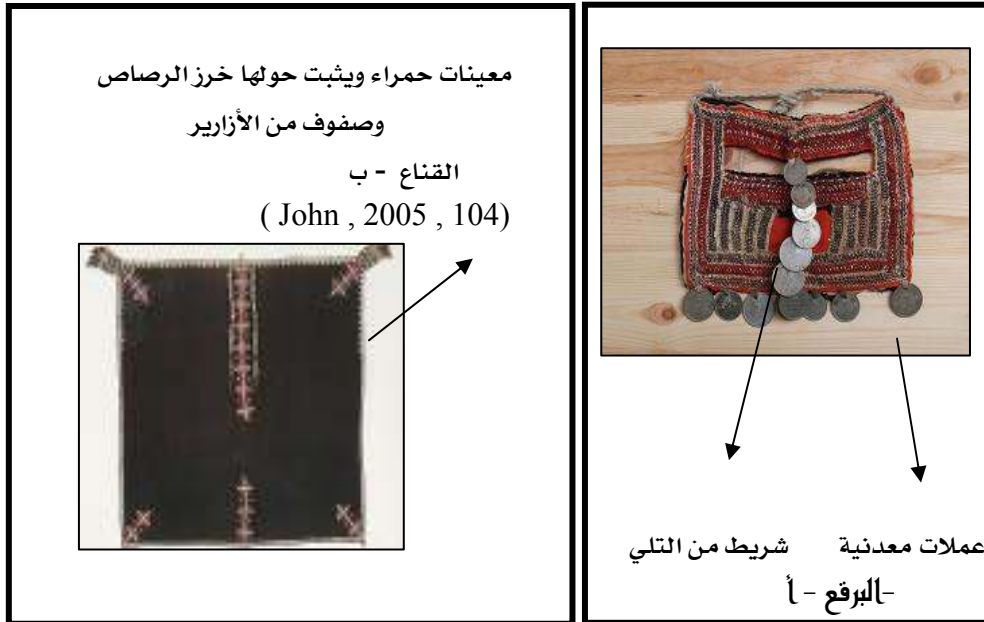 معينات حمراء ويثبت حولها خرز الرصاص
وصفوف من الأزارير
القناع - ب
( John , 2005 , 104)
عملات معدنية شريط من التلي
-البرقع - أ